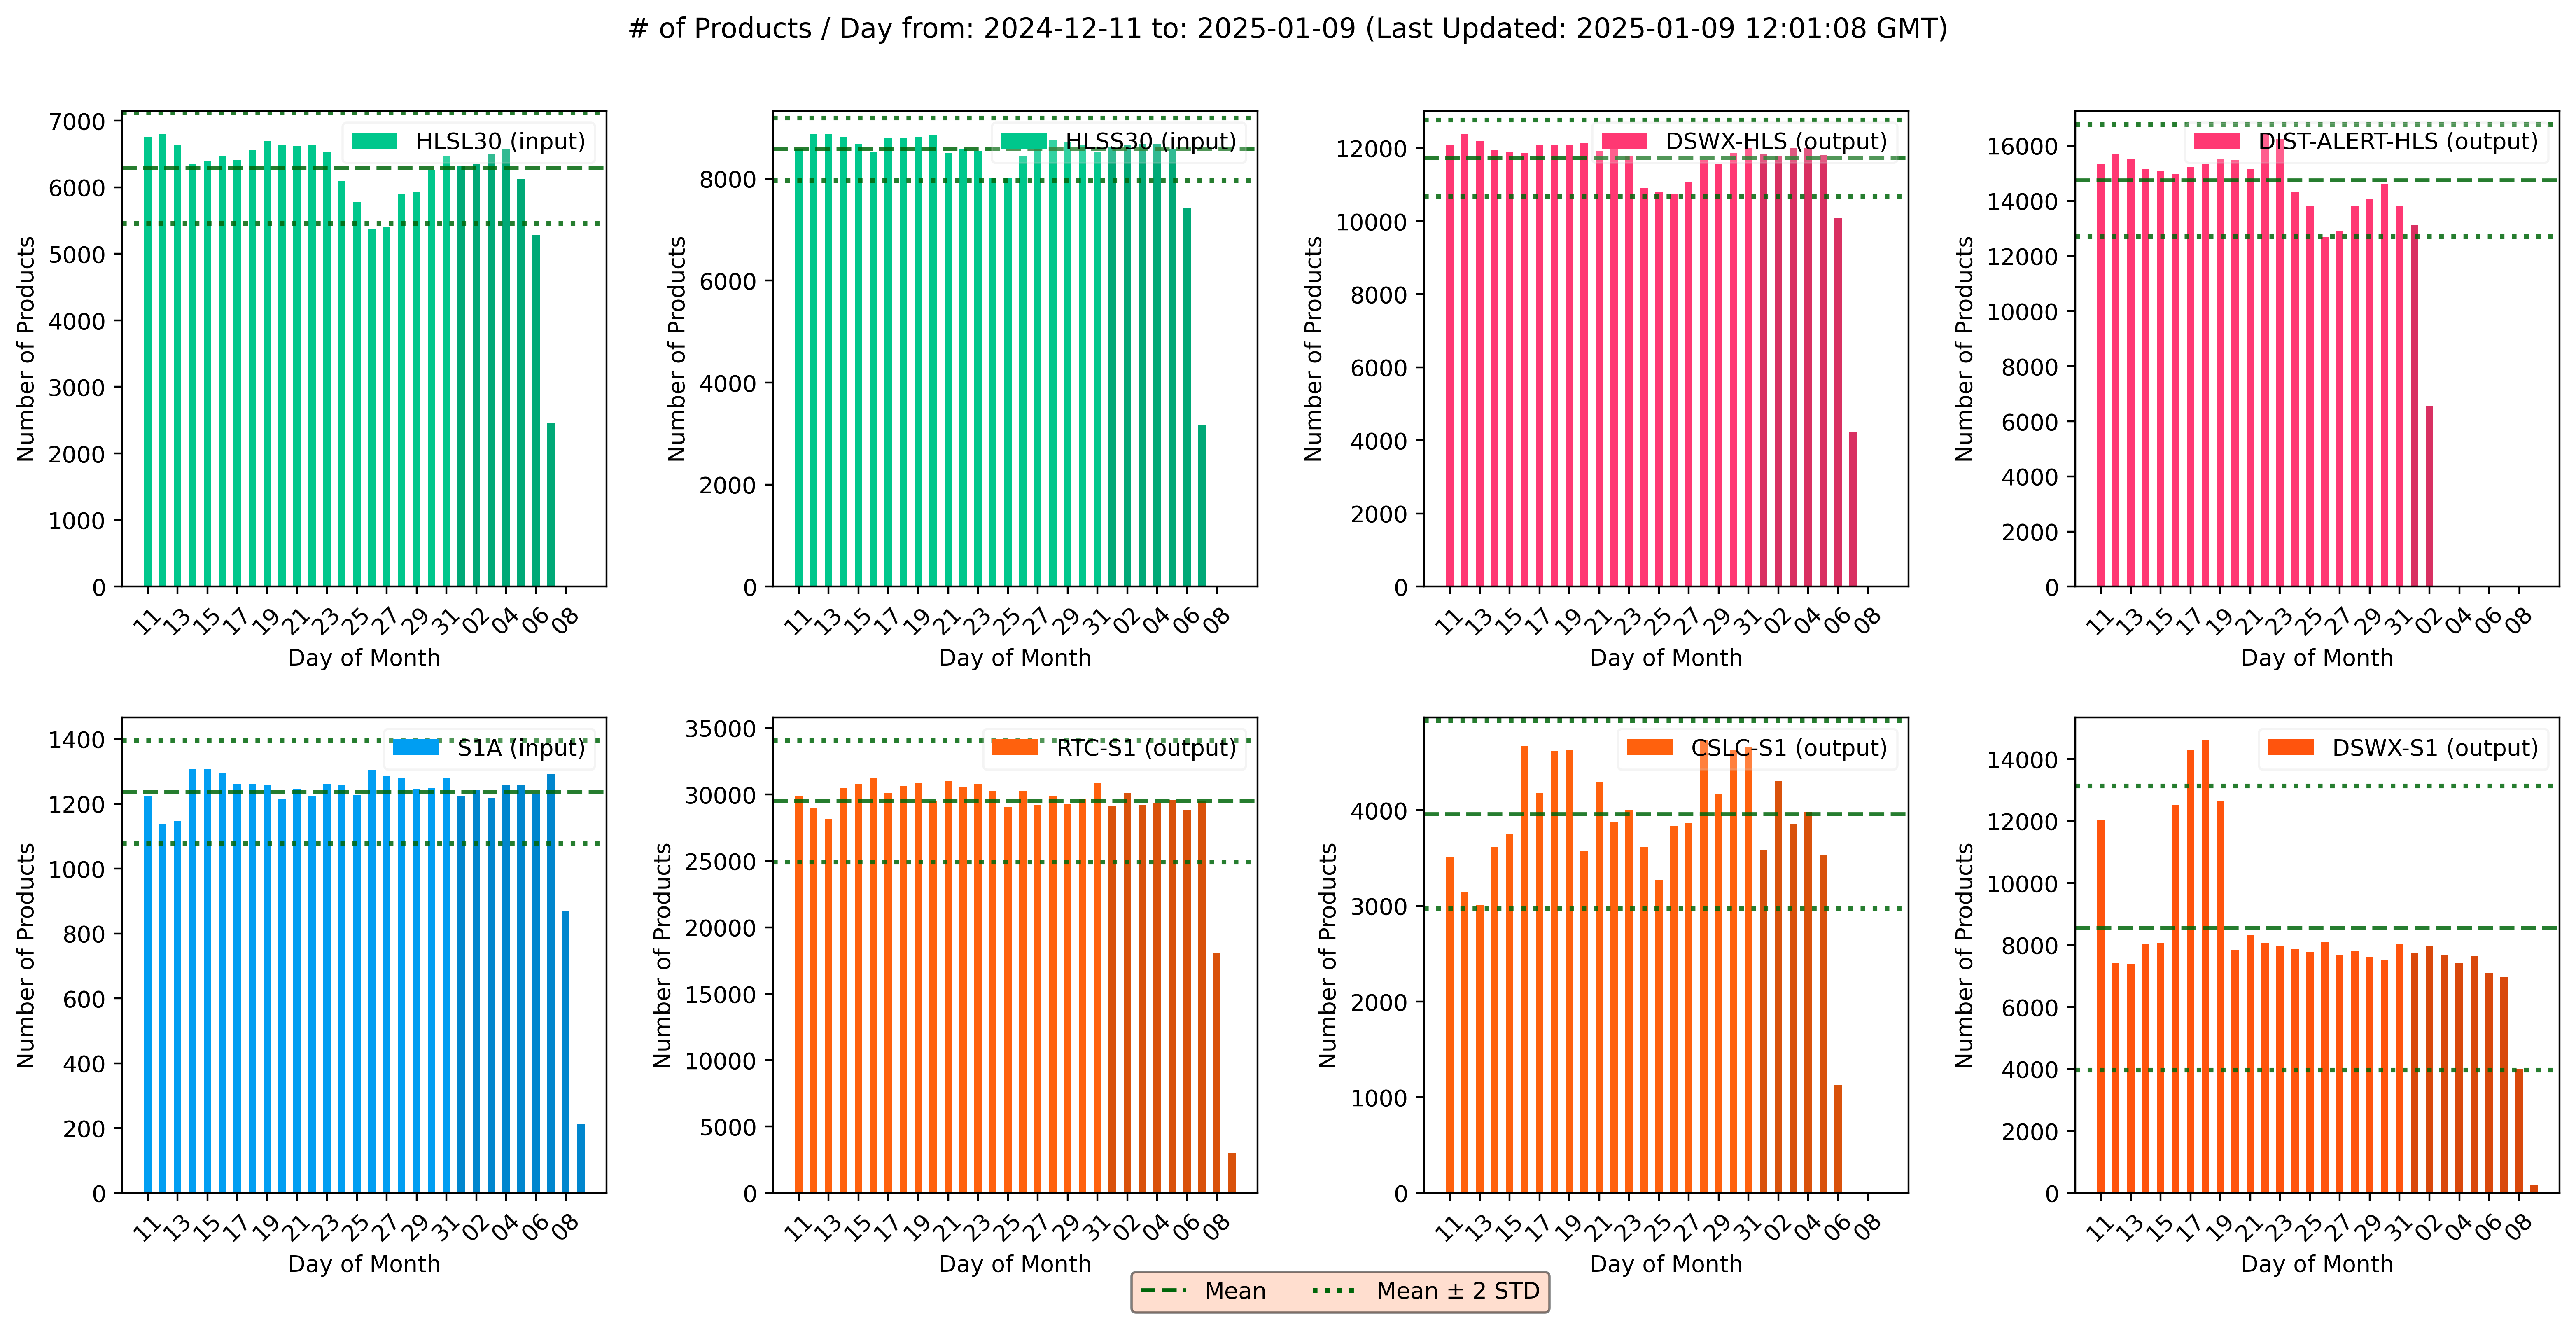 # of Products / Day from: 2024-12-11 to: 2025-01-09 (Last Updated: 2025-01-09 12:01:08 GMT)
HLSL30 (input)
Number of Products
7000
6000
5000
4000
3000
2000
1000
0
11 13 15 17 19 21 23 25 27 29 31 02 04 06 08
Day of Month
HLSS30 (input)
Number of Products
8000
6000
4000
2000
0
11 13 15 17 19 21 23 25 27 29 31 02 04 06 08
Day of Month
DSWX-HLS (output)
Number of Products
12000
10000
8000
6000
4000
2000
0
11 13 15 17 19 21 23 25 27 29 31 02 04 06 08
Day of Month
DIST-ALERT-HLS (output)
Number of Products
16000
14000
12000
10000
8000
6000
4000
2000
0
11 13 15 17 19 21 23 25 27 29 31 02 04 06 08
Day of Month
S1A (input)
Number of Products
1400
1200
1000
800
600
400
200
0
11 13 15 17 19 21 23 25 27 29 31 02 04 06 08
Day of Month
RTC-S1 (output)
Number of Products
35000
30000
25000
20000
15000
10000
5000
0
11 13 15 17 19 21 23 25 27 29 31 02 04 06 08
Day of Month
CSLC-S1 (output)
Number of Products
4000
3000
2000
1000
0
11 13 15 17 19 21 23 25 27 29 31 02 04 06 08
Day of Month
DSWX-S1 (output)
Number of Products
14000
12000
10000
8000
6000
4000
2000
0
11 13 15 17 19 21 23 25 27 29 31 02 04 06 08
Day of Month
Mean
Mean ± 2 STD